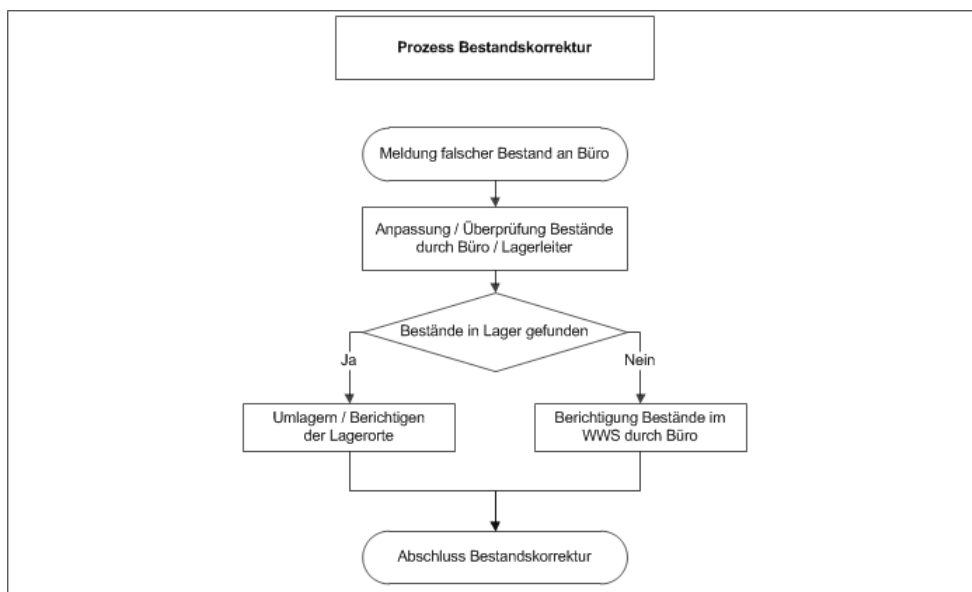 Prozess Bestandskorrektur
Meldung falscher Bestand an Büro
Anpassung / Überprüfung Bestände
durch Büro / Lagerleiter
Bestände in Lager gefunden
Ja
Nein
Umlagern / Berichtigen
der Lagerorte
Berichtigung Bestände im
WWS durch Büro
Abschluss Bestandskorrektur